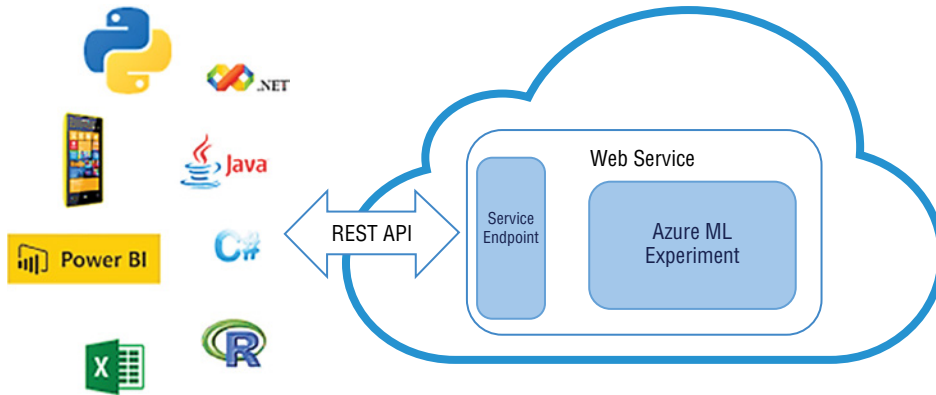 .NET
Java
Power BI
C#
X
R
REST API
Web Service
Service
Endpoint
Azure ML
Experiment